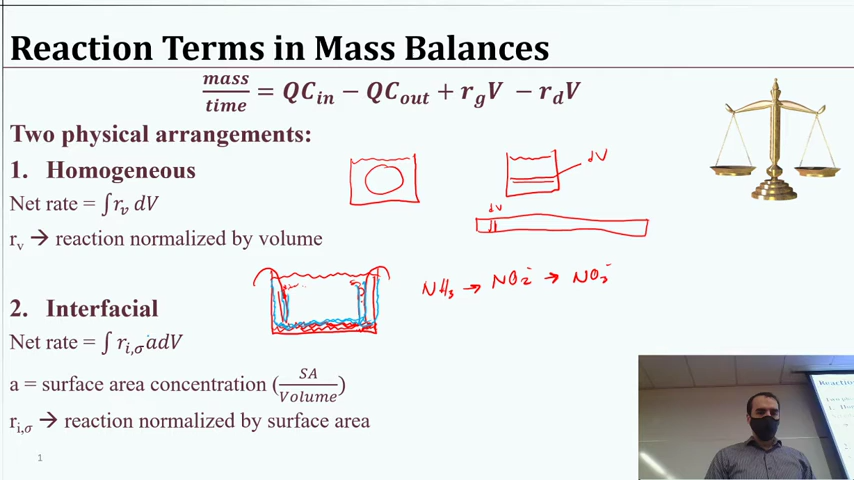 Reaction Terms in Mass Balances
mass/time = QC_in − QC_out + r_g V − r_d V
Two physical arrangements:
1. Homogeneous
Net rate = ∫ r_v dV
r_v → reaction normalized by volume
dV
dV
NH₃ → NO₂⁻ → NO₃⁻
2. Interfacial
Net rate = ∫ r_i,σ adV
a = surface area concentration (SA/Volume)
r_i,σ → reaction normalized by surface area
1